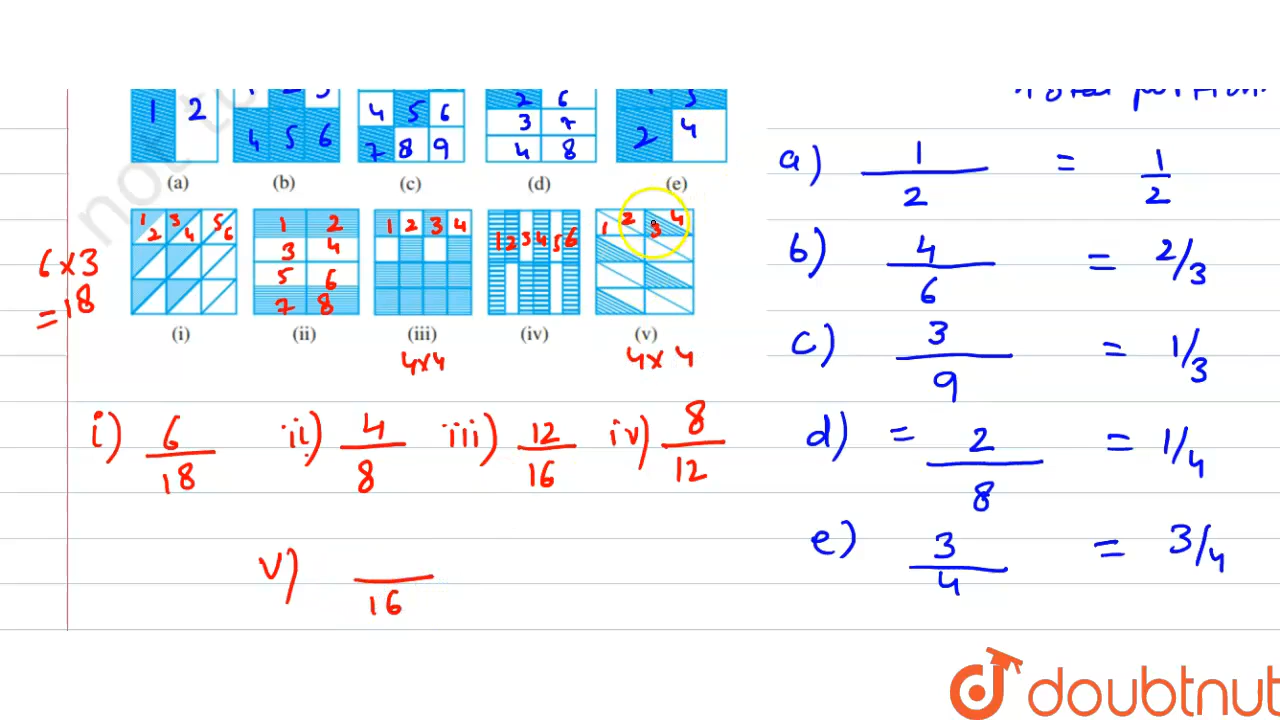 1 2
4 5 6
4 5 6
7 8 9
2 6
3 7
4 8
2 4
(a) (b) (c) (d) (e)
not t
1 2 3 4 5 6
1 2
3 4
5 6
7 8
1 2 3 4
1 2 3 4 5 6
1 2 3 4
6 x 3
= 18
(i) (ii) (iii) (iv) (v)
4x4
4x 4
i) 6/18 ii) 4/8 iii) 12/16 iv) 8/12
v) /16
a) 1/2 = 1/2
b) 4/6 = 2/3
c) 3/9 = 1/3
d) = 2/8 = 1/4
e) 3/4 = 3/4
doubtnut